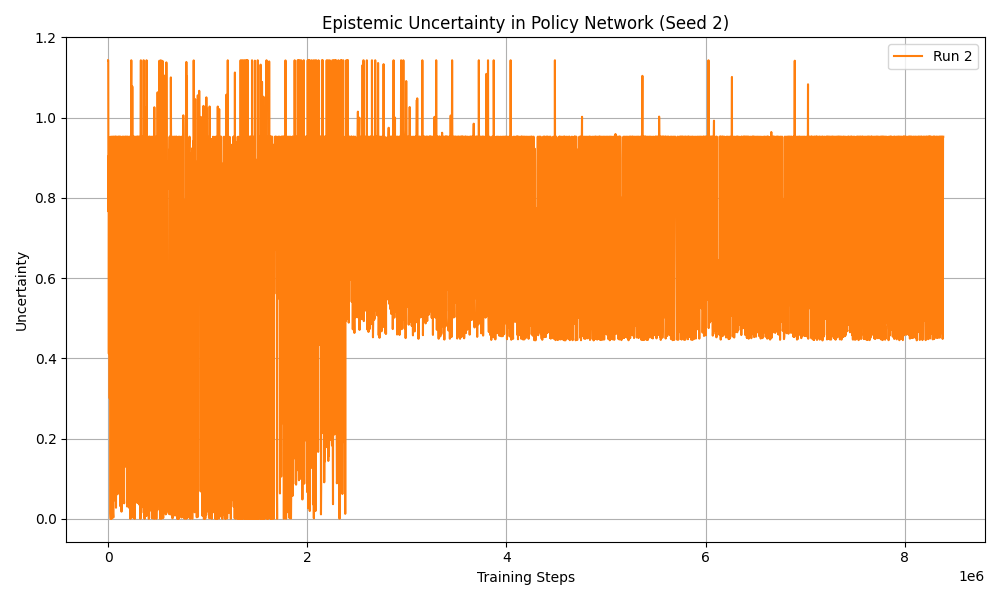 Epistemic Uncertainty in Policy Network (Seed 2)
Run 2
Uncertainty
1.2
1.0
0.8
0.6
0.4
0.2
0.0
0 2 4 6 8
1e6
Training Steps